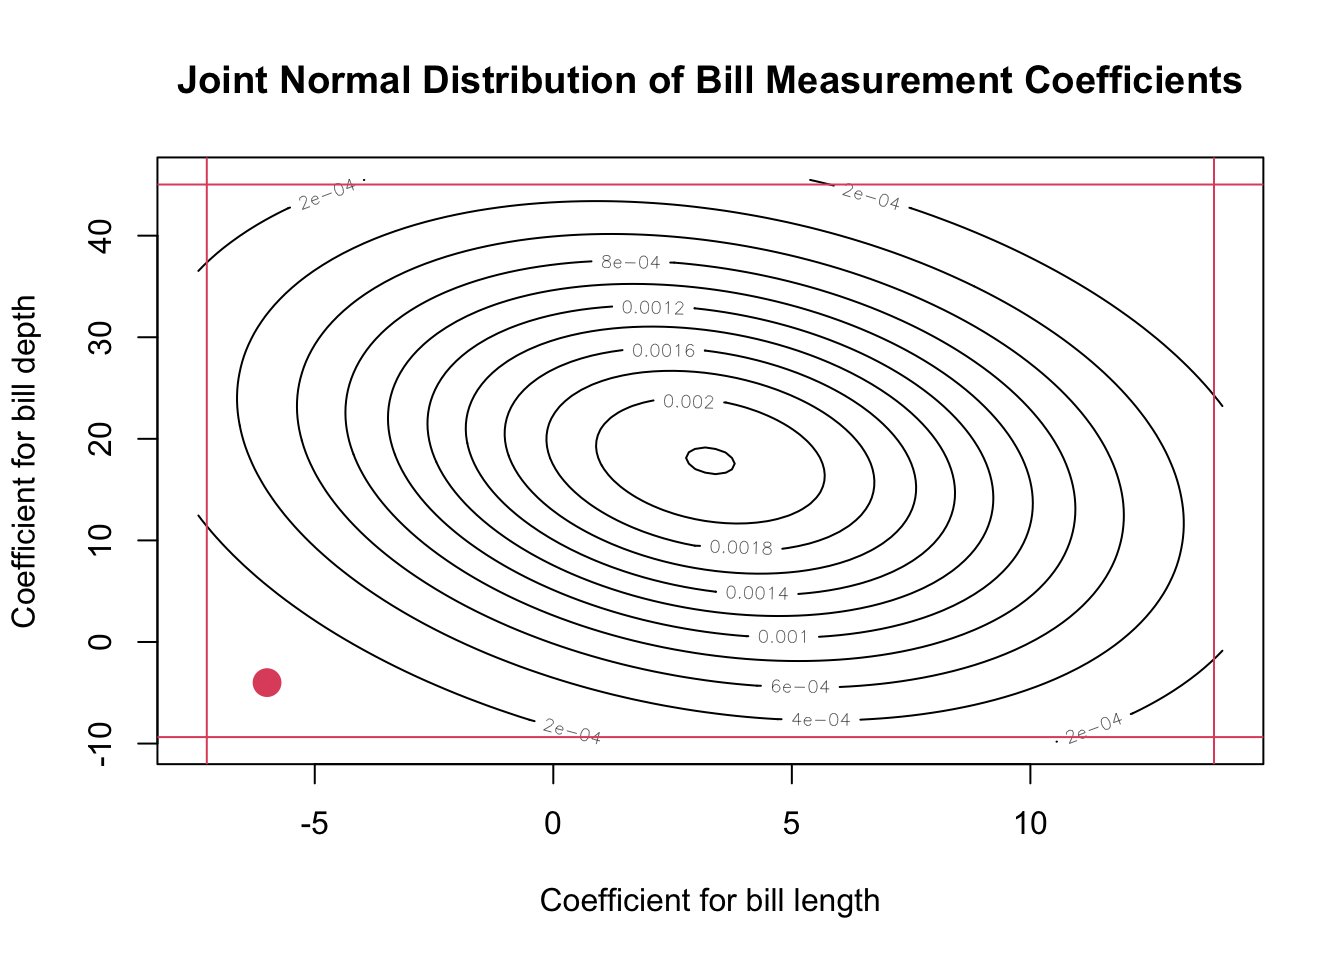 Joint Normal Distribution of Bill Measurement Coefficients
Coefficient for bill depth
40
30
20
10
0
-10
2e−04
2e−04
8e−04
0.0012
0.0016
0.002
0.0018
0.0014
0.001
6e−04
4e−04
2e−04
2e−04
-5
0
5
10
Coefficient for bill length